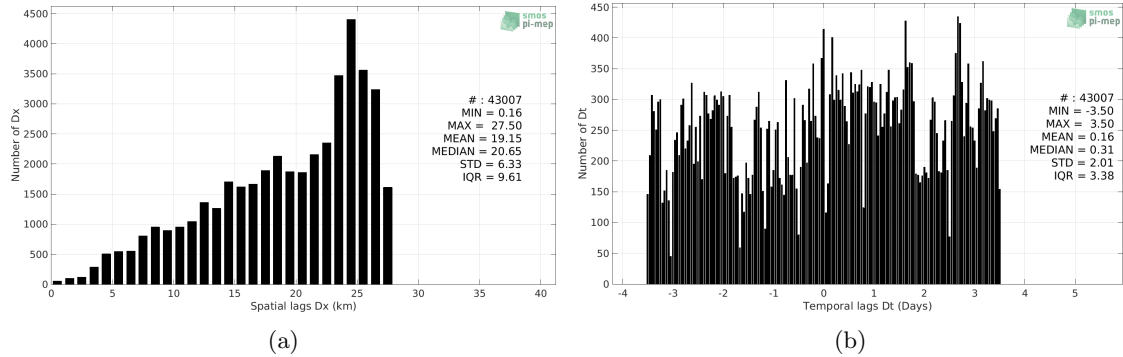 smos
pi-mep
5000
4500
4000
3500
3000
2500
2000
1500
1000
500
0
Number of Dx
# : 43007
MIN = 0.16
MAX = 27.50
MEAN = 19.15
MEDIAN = 20.65
STD = 6.33
IQR = 9.61
0 5 10 15 20 25 30 35 40
Spatial lags Dx (km)
(a)
smos
pi-mep
450
400
350
300
250
200
150
100
50
0
Number of Dt
# : 43007
MIN = -3.50
MAX = 3.50
MEAN = 0.16
MEDIAN = 0.31
STD = 2.01
IQR = 3.38
-4 -3 -2 -1 0 1 2 3 4 5
Temporal lags Dt (Days)
(b)